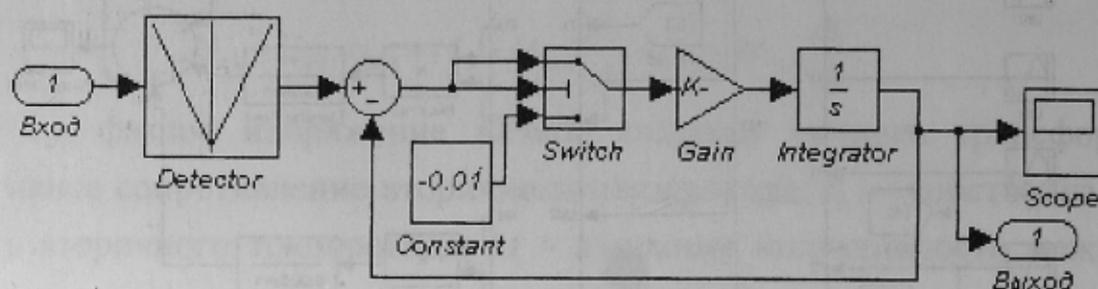 1
Вход
Detector
+
-
-0.01
Constant
Switch
K-
Gain
1
s
Integrator
Scope
1
Выход